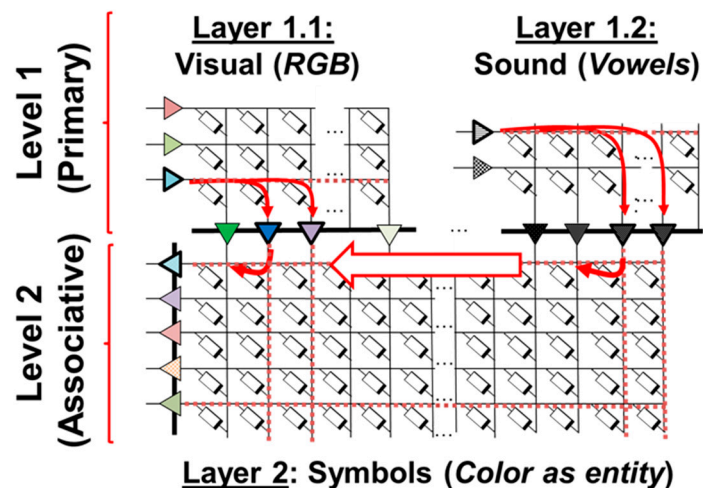 Layer 1.1:
Visual (RGB)
Layer 1.2:
Sound (Vowels)
Level 1
(Primary)
Level 2
(Associative)
...
...
...
...
...
...
...
Layer 2: Symbols (Color as entity)